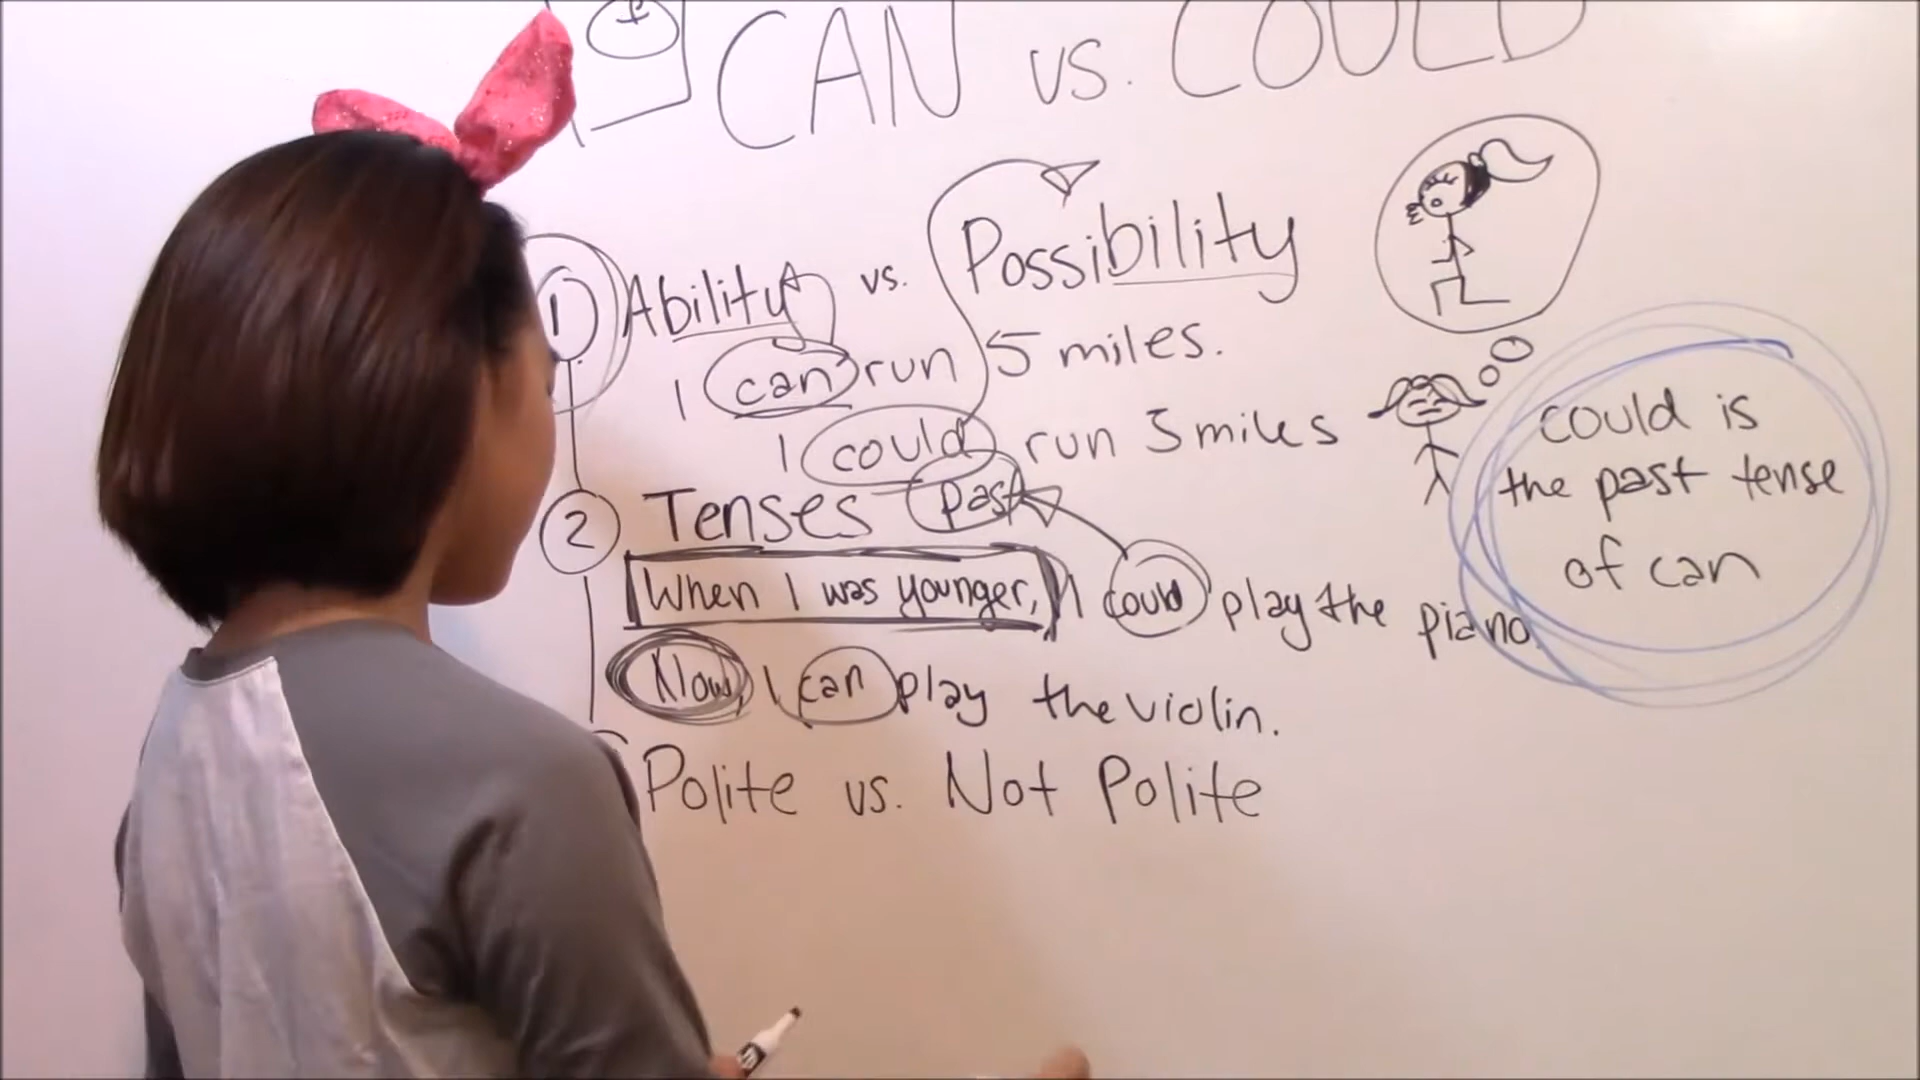 CAN vs. COULD
1 Ability vs. Possibility
I can run 5 miles.
I could run 5 miles
2 Tenses past
When I was younger, I could play the piano.
Now, I can play the violin.
Polite vs. Not Polite
could is
the past tense
of can